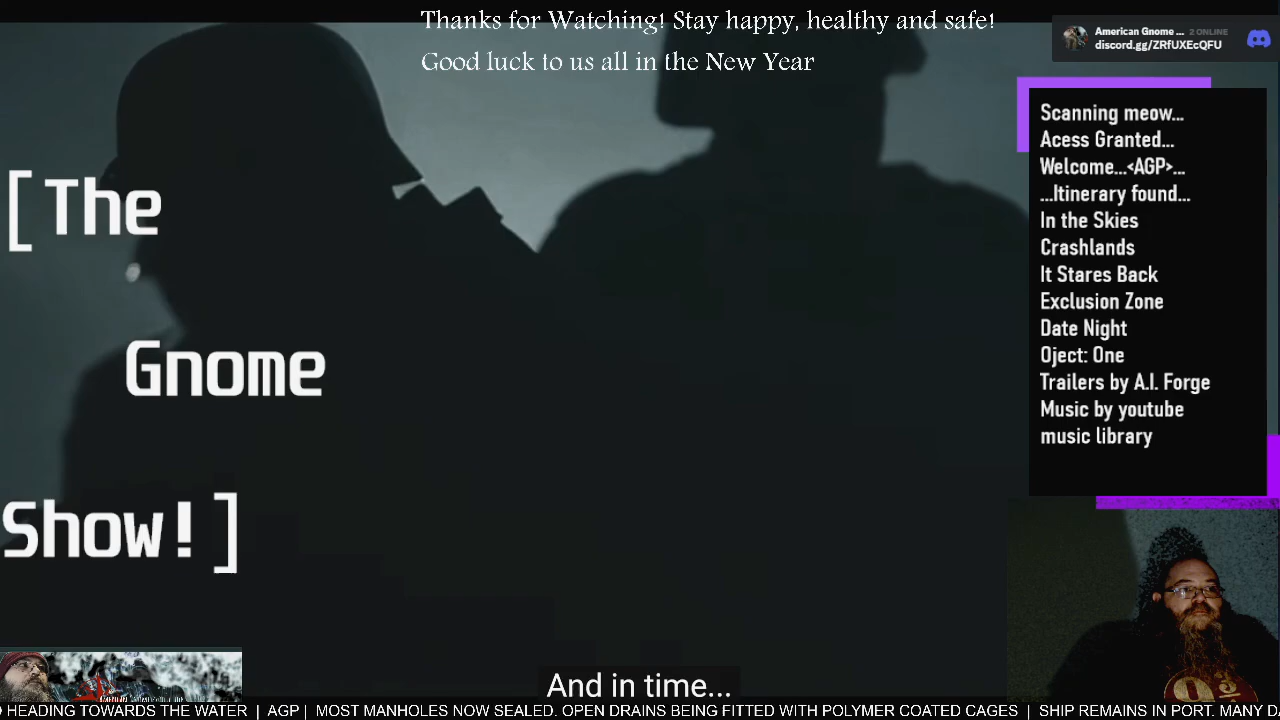 Thanks for Watching! Stay happy, healthy and safe!
Good luck to us all in the New Year
American Gnome ... 2 ONLINE
discord.gg/ZRfUXEcQFU
Scanning meow...
Acess Granted...
Welcome...<AGP>...
...Itinerary found...
In the Skies
Crashlands
It Stares Back
Exclusion Zone
Date Night
Oject: One
Trailers by A.I. Forge
Music by youtube
music library
[The
Gnome
Show!]
And in time...
HEADING TOWARDS THE WATER | AGP | MOST MANHOLES NOW SEALED. OPEN DRAINS BEING FITTED WITH POLYMER COATED CAGES | SHIP REMAINS IN PORT. MANY